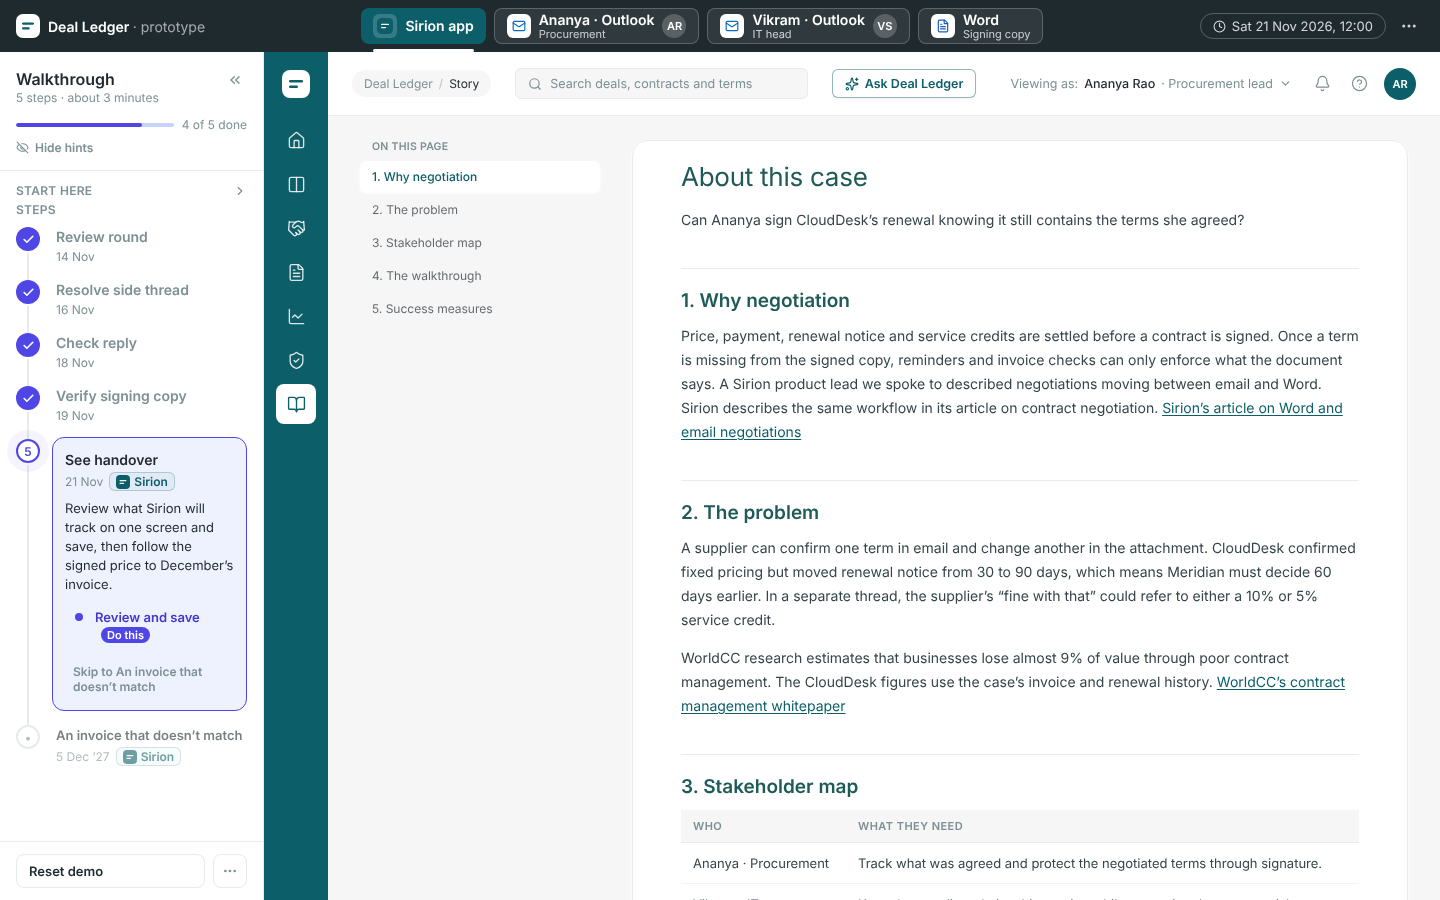 Deal Ledger · prototype
Sirion app
Ananya · Outlook
Procurement
AR
Vikram · Outlook
IT head
VS
Word
Signing copy
Sat 21 Nov 2026, 12:00
Walkthrough
5 steps · about 3 minutes
4 of 5 done
Hide hints
START HERE
STEPS
Review round
14 Nov
Resolve side thread
16 Nov
Check reply
18 Nov
Verify signing copy
19 Nov
5
See handover
21 Nov
Sirion
Review what Sirion will
track on one screen and
save, then follow the
signed price to December’s
invoice.
Review and save
Do this
Skip to An invoice that
doesn’t match
An invoice that doesn’t match
5 Dec ’27
Sirion
Reset demo
Deal Ledger / Story
Search deals, contracts and terms
Ask Deal Ledger
Viewing as: Ananya Rao · Procurement lead
AR
ON THIS PAGE
1. Why negotiation
2. The problem
3. Stakeholder map
4. The walkthrough
5. Success measures
About this case
Can Ananya sign CloudDesk’s renewal knowing it still contains the terms she agreed?
1. Why negotiation
Price, payment, renewal notice and service credits are settled before a contract is signed. Once a term
is missing from the signed copy, reminders and invoice checks can only enforce what the document
says. A Sirion product lead we spoke to described negotiations moving between email and Word.
Sirion describes the same workflow in its article on contract negotiation. Sirion’s article on Word and
email negotiations
2. The problem
A supplier can confirm one term in email and change another in the attachment. CloudDesk confirmed
fixed pricing but moved renewal notice from 30 to 90 days, which means Meridian must decide 60
days earlier. In a separate thread, the supplier’s “fine with that” could refer to either a 10% or 5%
service credit.
WorldCC research estimates that businesses lose almost 9% of value through poor contract
management. The CloudDesk figures use the case’s invoice and renewal history. WorldCC’s contract
management whitepaper
3. Stakeholder map
WHO
WHAT THEY NEED
Ananya · Procurement
Track what was agreed and protect the negotiated terms through signature.